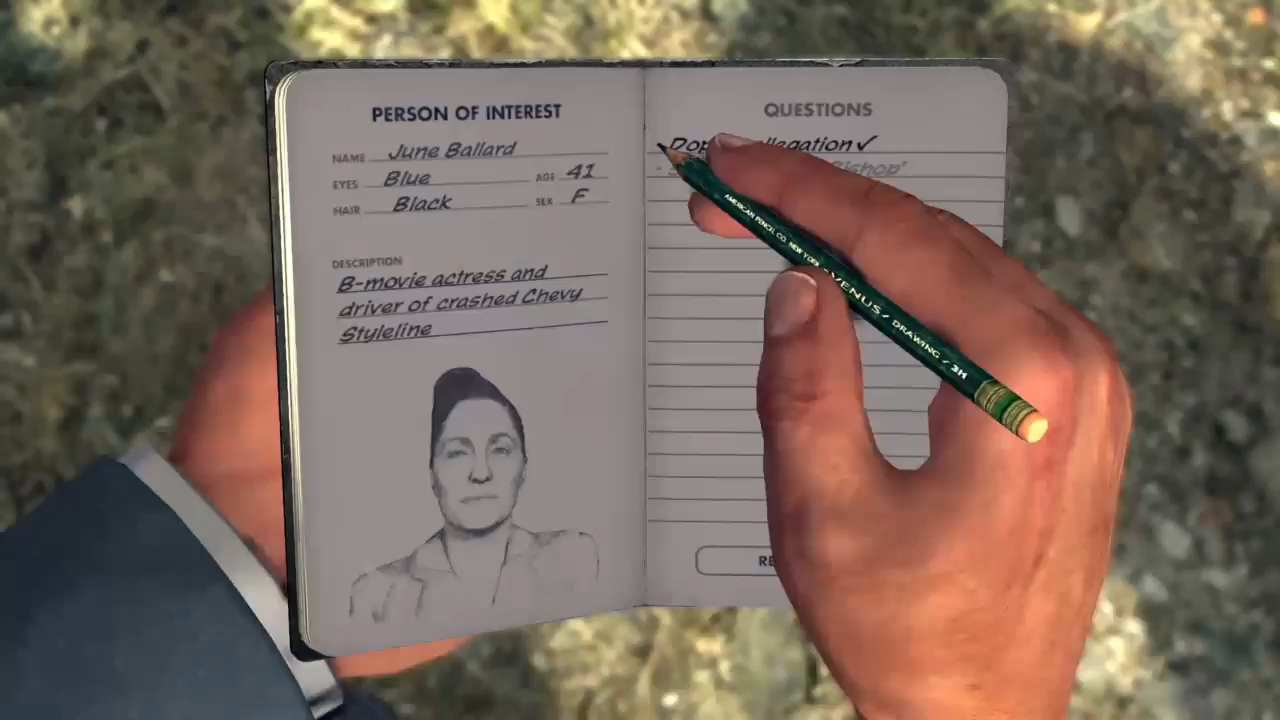 PERSON OF INTEREST
NAME June Ballard
EYES Blue AGE 41
HAIR Black SEX F
DESCRIPTION
B-movie actress and
driver of crashed Chevy
Styleline
QUESTIONS
✓
Bishop'
AMERICAN PENCIL CO. NEW YORK VENUS / DRAWING / 3H